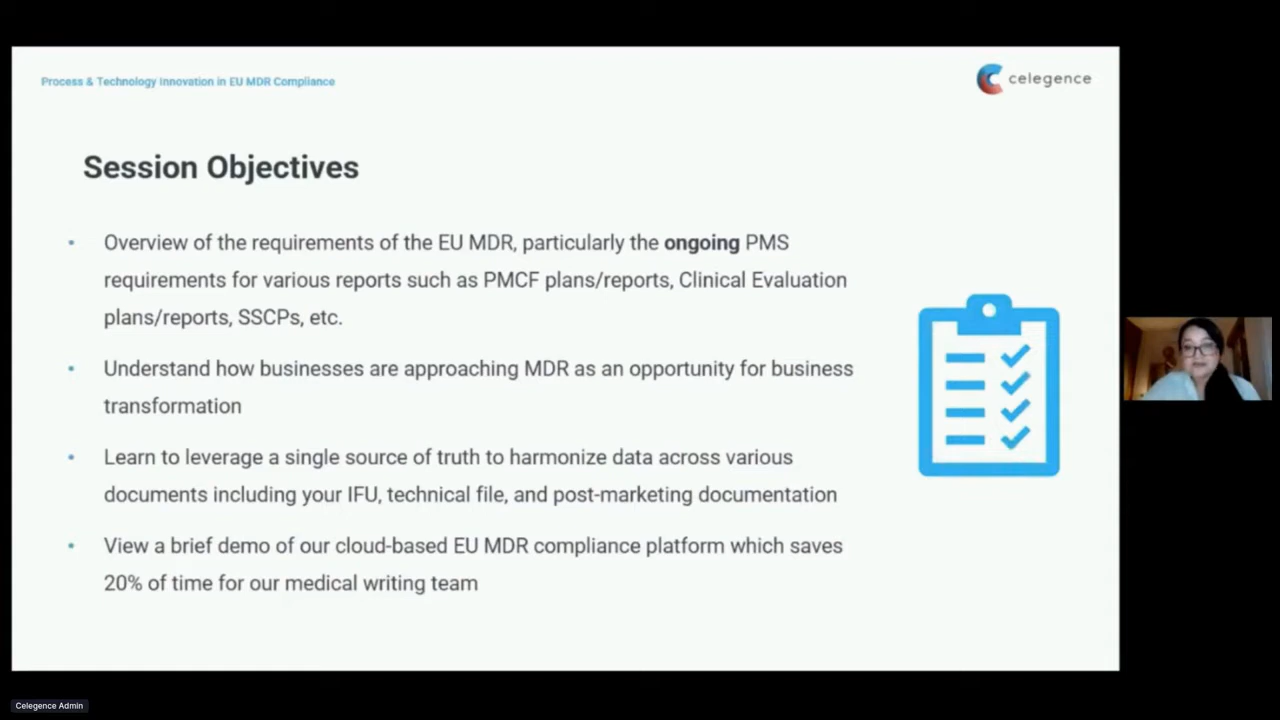 Process & Technology Innovation in EU MDR Compliance
celegence
Session Objectives
• Overview of the requirements of the EU MDR, particularly the ongoing PMS
requirements for various reports such as PMCF plans/reports, Clinical Evaluation
plans/reports, SSCPs, etc.
• Understand how businesses are approaching MDR as an opportunity for business
transformation
• Learn to leverage a single source of truth to harmonize data across various
documents including your IFU, technical file, and post-marketing documentation
• View a brief demo of our cloud-based EU MDR compliance platform which saves
20% of time for our medical writing team
Celegence Admin